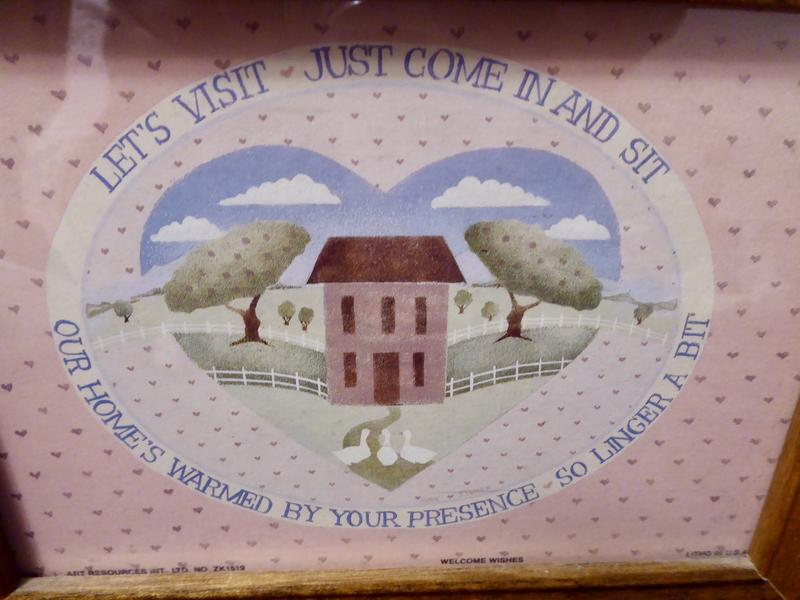 LET'S VISIT JUST COME IN AND SIT
OUR HOME'S WARMED BY YOUR PRESENCE SO LINGER A BIT
ART RESOURCES INT. LTD. NO ZK1519
WELCOME WISHES
LITHO IN U.S.A